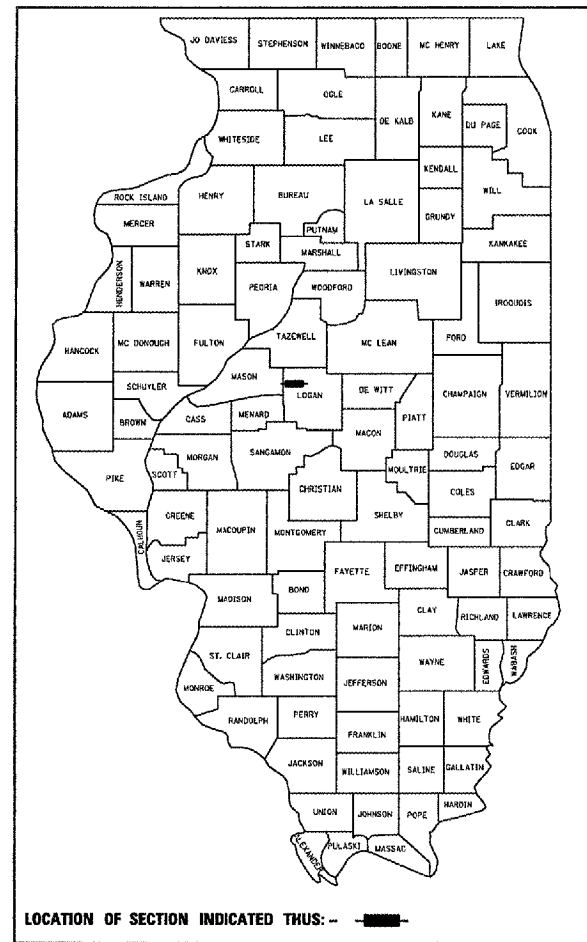 JO DAVIESS STEPHENSON WINNEBAGO BOONE MC HENRY LAKE
CARROLL OGLE DE KALB KANE DU PAGE COOK
WHITESIDE LEE KENDALL WILL
ROCK ISLAND HENRY BUREAU LA SALLE GRUNDY
MERCER PUTNAM KANKAKEE
STARK MARSHALL
HENDERSON WARREN KNOX PEORIA WOODFORD LIVINGSTON IROQUOIS
HANCOCK MC DONOUGH FULTON TAZEWELL MC LEAN FORD
SCHUYLER MASON LOGAN DE WITT CHAMPAIGN VERMILION
ADAMS BROWN CASS MENARD MACON PIATT
PIKE SCOTT MORGAN SANGAMON CHRISTIAN MOULTRIE DOUGLAS EDGAR
COLES
CALHOUN GREENE MACOUPIN MONTGOMERY SHELBY CUMBERLAND CLARK
JERSEY FAYETTE EFFINGHAM JASPER CRAWFORD
MADISON BOND CLAY RICHLAND LAWRENCE
CLINTON MARION
ST. CLAIR WASHINGTON WAYNE EDWARDS WABASH
MONROE JEFFERSON
RANDOLPH PERRY FRANKLIN HAMILTON WHITE
JACKSON WILLIAMSON SALINE GALLATIN
UNION JOHNSON POPE HARDIN
ALEXANDER PULASKI MASSAC
LOCATION OF SECTION INDICATED THUS: -